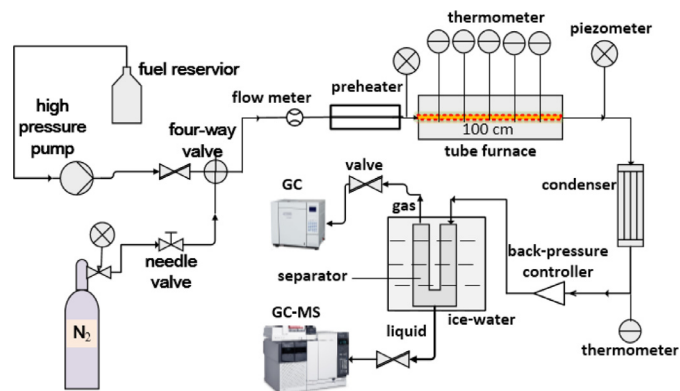 thermometer
piezometer
fuel reservior
preheater
high
pressure
pump
flow meter
four-way
valve
100 cm
tube furnace
condenser
GC
valve
gas
needle
valve
separator
back-pressure
controller
N2
GC-MS
liquid
ice-water
thermometer